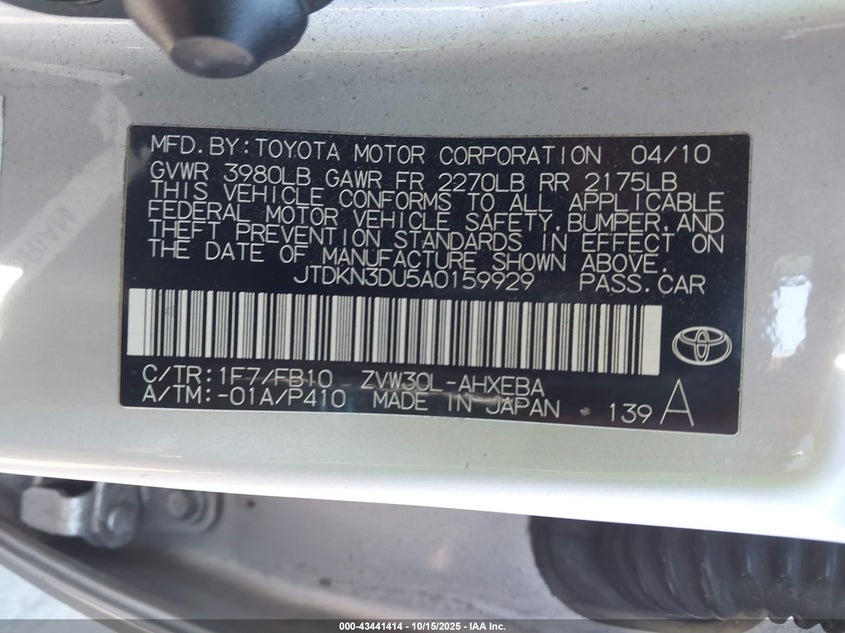 MFD.BY:TOYOTA MOTOR CORPORATION 04/10
GVWR 3980LB GAWR FR 2270LB RR 2175LB
THIS VEHICLE CONFORMS TO ALL APPLICABLE
FEDERAL MOTOR VEHICLE SAFETY,BUMPER,AND
THEFT PREVENTION STANDARDS IN EFFECT ON
THE DATE OF MANUFACTURE SHOWN ABOVE.
JTDKN3DU5A0159929 PASS.CAR
C/TR:1F7/FB10 ZVW30L-AHXEBA
A/TM:-01A/P410 MADE IN JAPAN 139 A
000-43441414 - 10/15/2025 - IAA Inc.